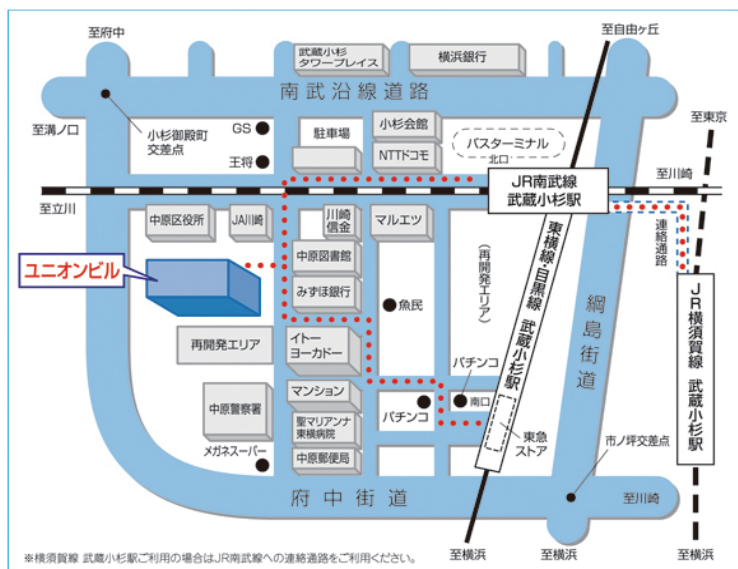 至府中
至自由ヶ丘
武蔵小杉
タワープレイス
横浜銀行
南武沿線道路
至東京
至溝ノ口
小杉御殿町
交差点
GS
王将
駐車場
小杉会館
NTTドコモ
バスターミナル
北口
JR南武線
武蔵小杉駅
至川崎
至立川
中原区役所
JA川崎
川崎
信金
マルエツ
連絡通路
ユニオンビル
中原図書館
みずほ銀行
魚民
(再開発エリア)
東横線・目黒線 武蔵小杉駅
綱島街道
JR横須賀線 武蔵小杉駅
再開発エリア
イトー
ヨーカドー
パチンコ
中原警察署
マンション
パチンコ
南口
聖マリアンナ
東横病院
東急
ストア
メガネスーパー
中原郵便局
市ノ坪交差点
府中街道
至川崎
至横浜
至横浜
至横浜
※横須賀線 武蔵小杉駅ご利用の場合はJR南武線への連絡通路をご利用ください。